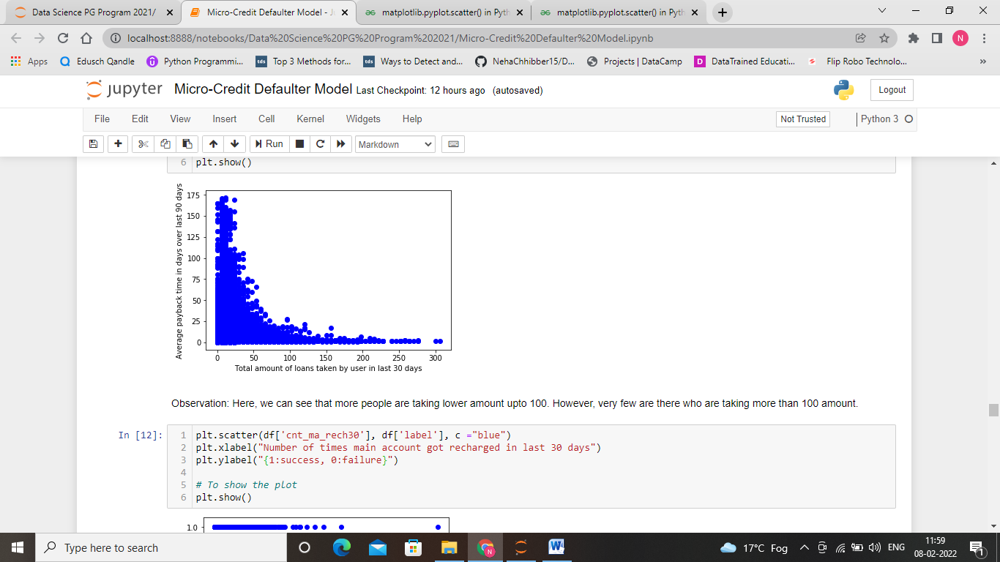 Data Science PG Program 2021/
Micro-Credit Defaulter Model - J
matplotlib.pyplot.scatter() in Pyth
matplotlib.pyplot.scatter() in Pyth
localhost:8888/notebooks/Data%20Science%20PG%20Program%202021/Micro-Credit%20Defaulter%20Model.ipynb
N
Apps
Edusch Qandle
Python Programmi...
tds
Top 3 Methods for...
tds
Ways to Detect and...
NehaChhibber15/D...
Projects | DataCamp
D
DataTrained Educati...
Flip Robo Technolo...
»
jupyter
Micro-Credit Defaulter Model
Last Checkpoint: 12 hours ago (autosaved)
Logout
File
Edit
View
Insert
Cell
Kernel
Widgets
Help
Not Trusted
Python 3
Run
Markdown
6 plt.show()
Average payback time in days over last 90 days
175
150
125
100
75
50
25
0
0 50 100 150 200 250 300
Total amount of loans taken by user in last 30 days
Observation: Here, we can see that more people are taking lower amount upto 100. However, very few are there who are taking more than 100 amount.
In [12]:
1 plt.scatter(df['cnt_ma_rech30'], df['label'], c ="blue")
2 plt.xlabel("Number of times main account got recharged in last 30 days")
3 plt.ylabel("{1:success, 0:failure}")
4
5 # To show the plot
6 plt.show()
1.0
Type here to search
N
W
17°C Fog
ENG
11:59
08-02-2022
1